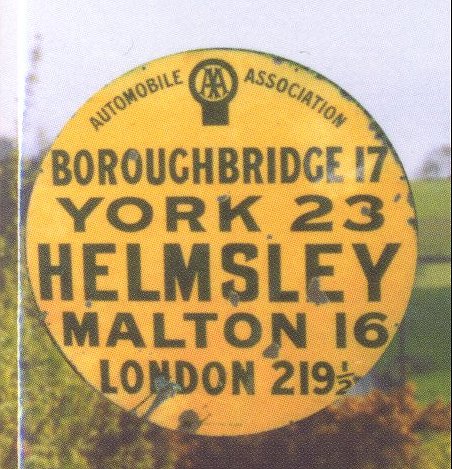 AA
AUTOMOBILE ASSOCIATION
BOROUGHBRIDGE 17
YORK 23
HELMSLEY
MALTON 16
LONDON 219½